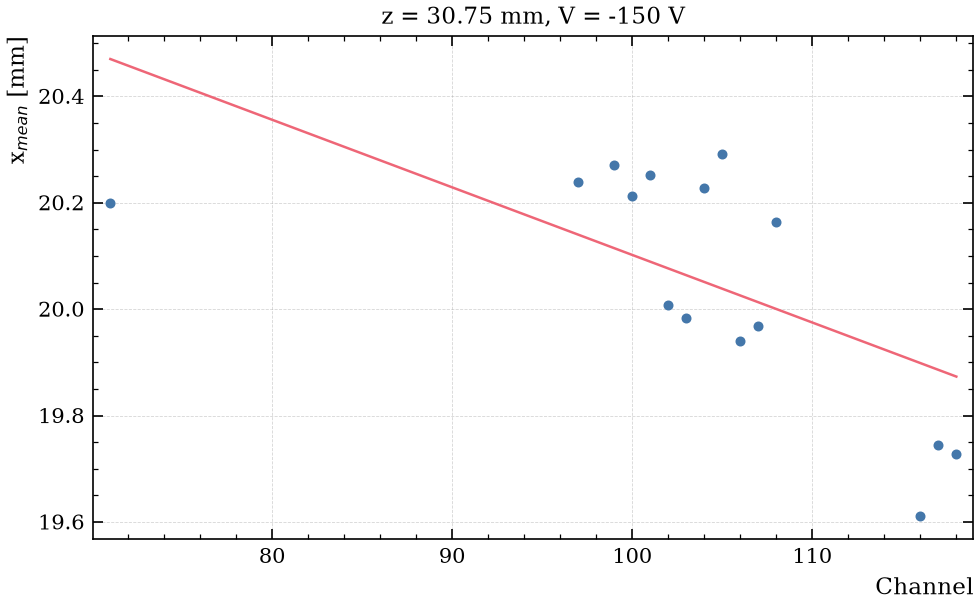 z = 30.75 mm, V = -150 V
x_mean [mm]
20.4
20.2
20.0
19.8
19.6
80 90 100 110
Channel